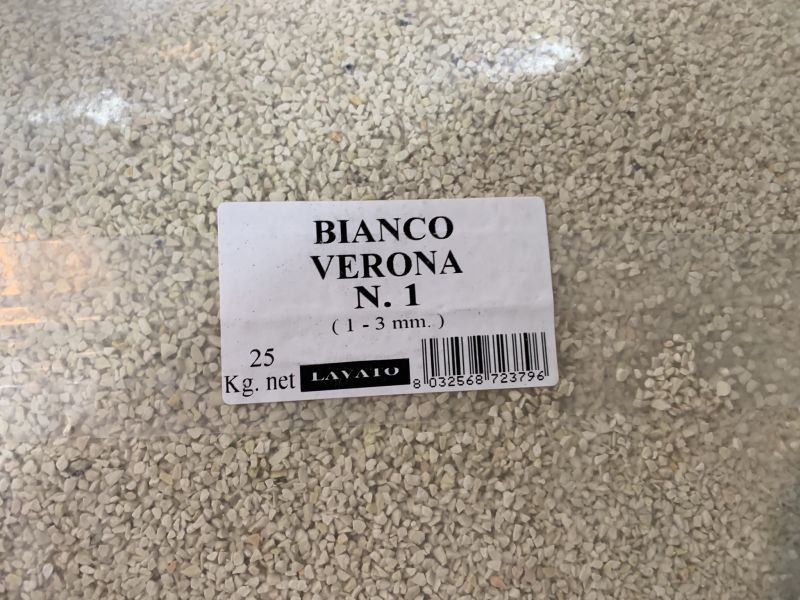 BIANCO
VERONA
N. 1
( 1 - 3 mm. )
25
Kg. net LAVATO
8 032568 723796